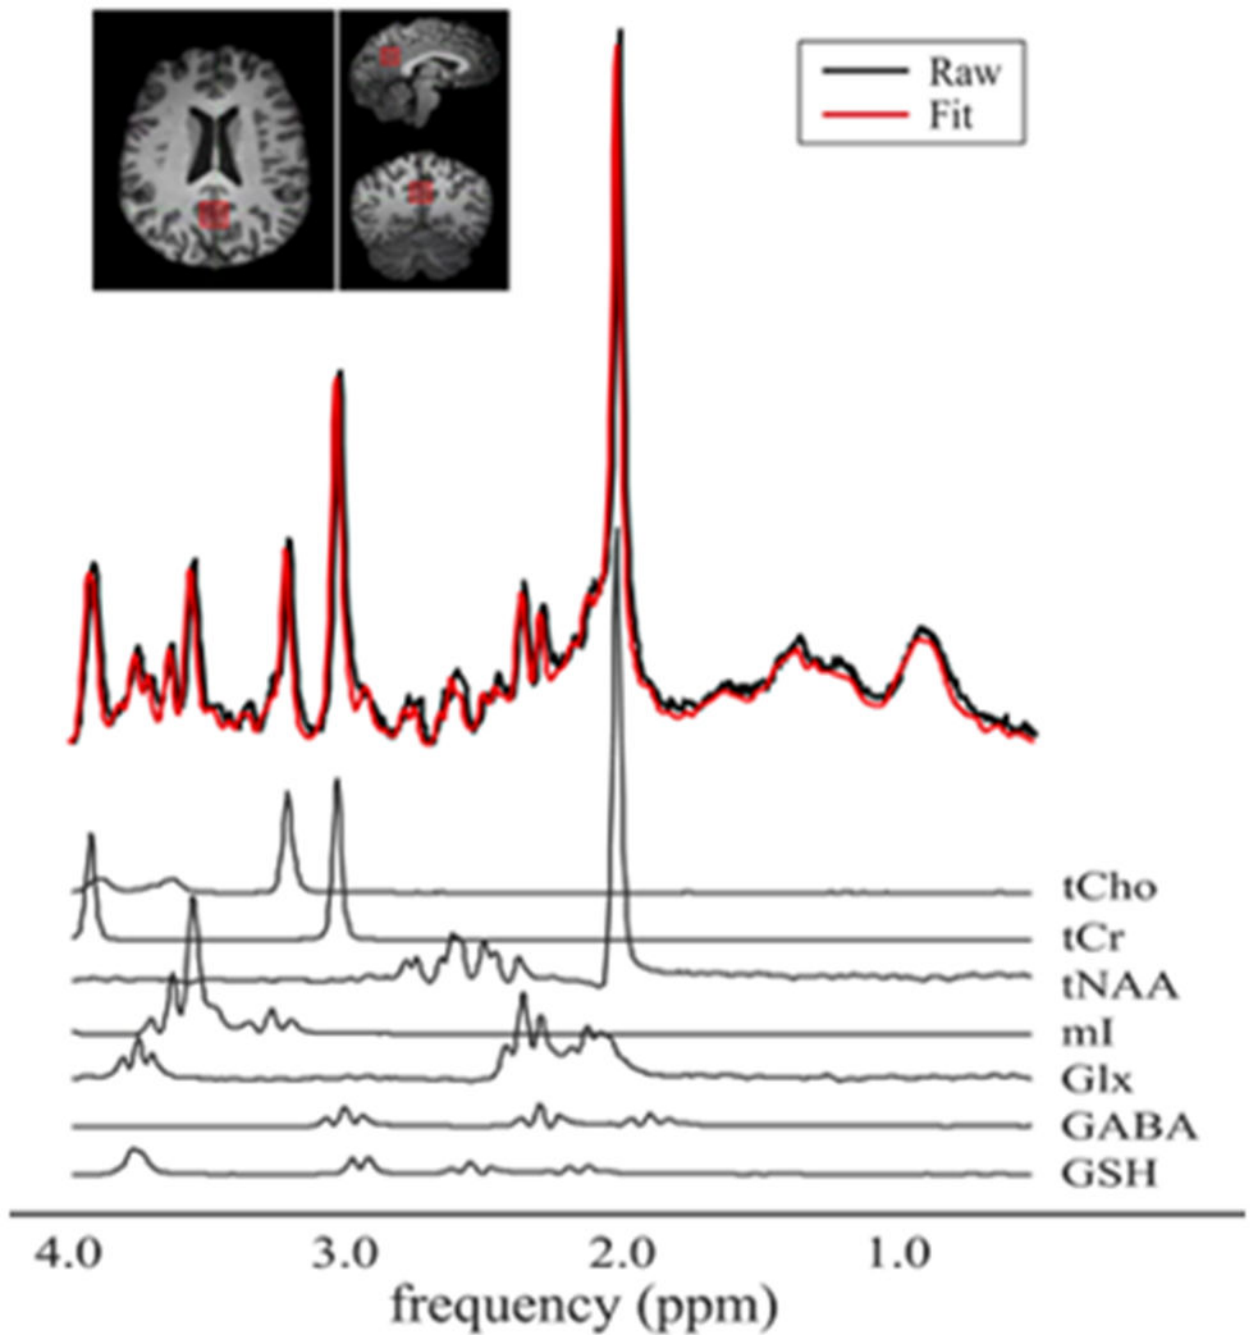 Raw
Fit
tCho
tCr
tNAA
mI
Glx
GABA
GSH
4.0 3.0 2.0 1.0
frequency (ppm)